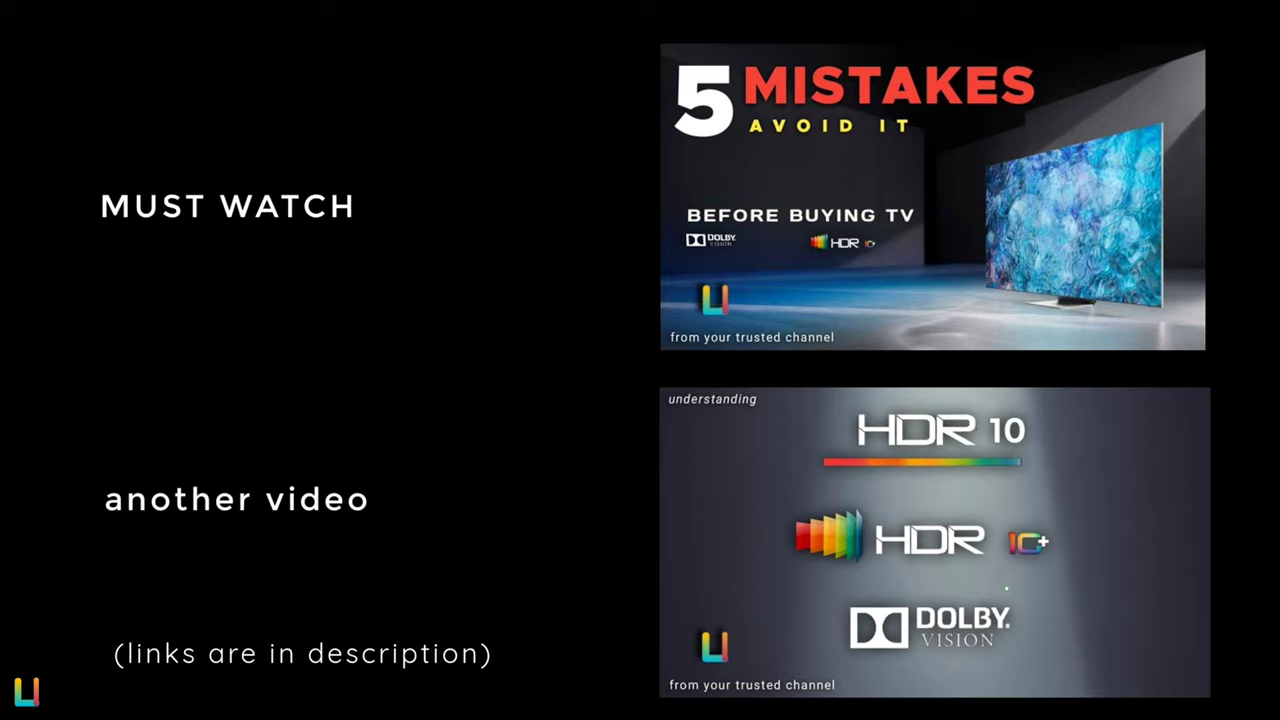 MUST WATCH
5 MISTAKES
AVOID IT
BEFORE BUYING TV
DOLBY VISION
HDR 10+
from your trusted channel
another video
(links are in description)
understanding
HDR 10
HDR 10+
DOLBY
VISION
from your trusted channel